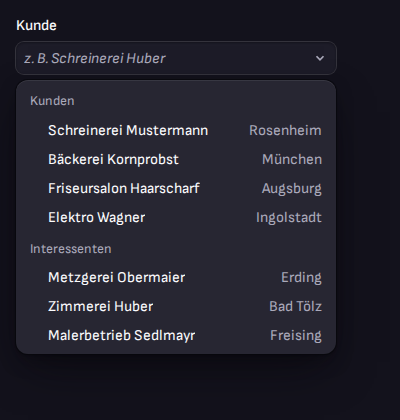 Kunde
z. B. Schreinerei Huber
Kunden
Schreinerei Mustermann Rosenheim
Bäckerei Kornprobst München
Friseursalon Haarscharf Augsburg
Elektro Wagner Ingolstadt
Interessenten
Metzgerei Obermaier Erding
Zimmerei Huber Bad Tölz
Malerbetrieb Sedlmayr Freising